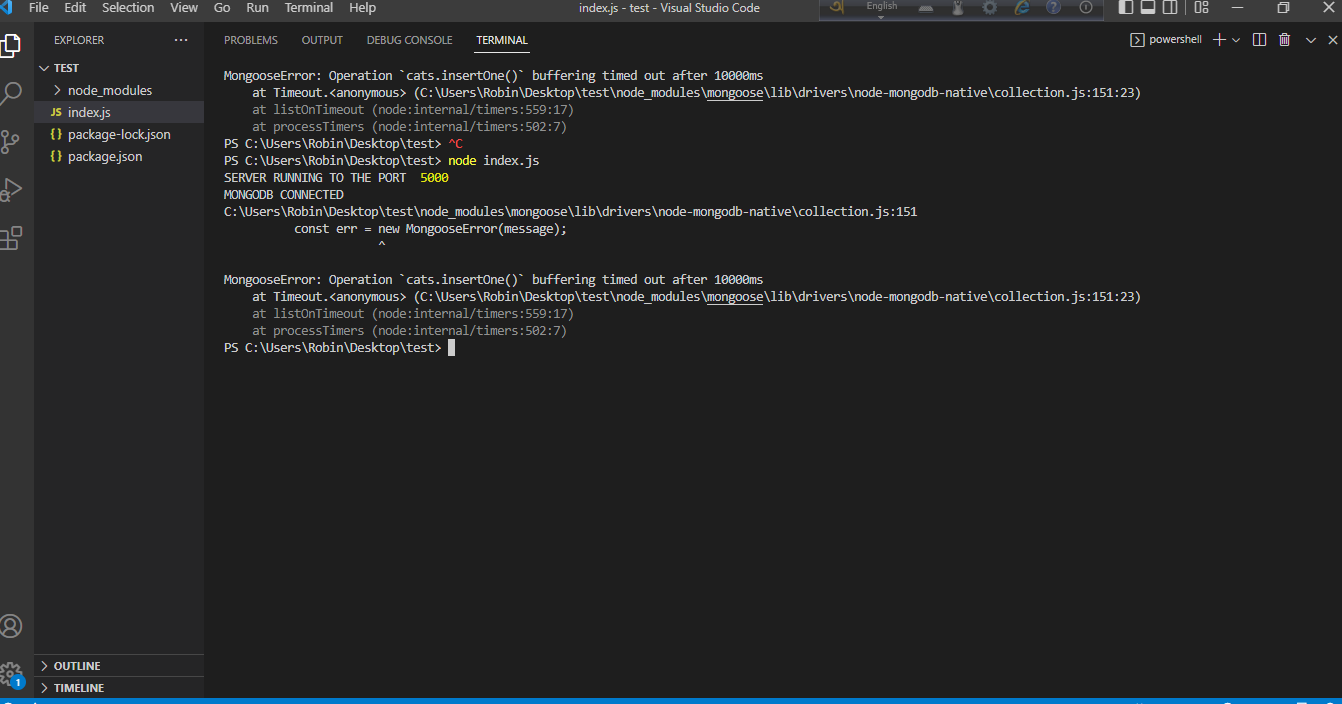 File Edit Selection View Go Run Terminal Help
index.js - test - Visual Studio Code
English
EXPLORER
PROBLEMS OUTPUT DEBUG CONSOLE TERMINAL
powershell
TEST
node_modules
JS index.js
{} package-lock.json
{} package.json
MongooseError: Operation `cats.insertOne()` buffering timed out after 10000ms
at Timeout.<anonymous> (C:\Users\Robin\Desktop\test\node_modules\mongoose\lib\drivers\node-mongodb-native\collection.js:151:23)
at listOnTimeout (node:internal/timers:559:17)
at processTimers (node:internal/timers:502:7)
PS C:\Users\Robin\Desktop\test> ^C
PS C:\Users\Robin\Desktop\test> node index.js
SERVER RUNNING TO THE PORT 5000
MONGODB CONNECTED
C:\Users\Robin\Desktop\test\node_modules\mongoose\lib\drivers\node-mongodb-native\collection.js:151
const err = new MongooseError(message);
^
MongooseError: Operation `cats.insertOne()` buffering timed out after 10000ms
at Timeout.<anonymous> (C:\Users\Robin\Desktop\test\node_modules\mongoose\lib\drivers\node-mongodb-native\collection.js:151:23)
at listOnTimeout (node:internal/timers:559:17)
at processTimers (node:internal/timers:502:7)
PS C:\Users\Robin\Desktop\test>
OUTLINE
1
TIMELINE